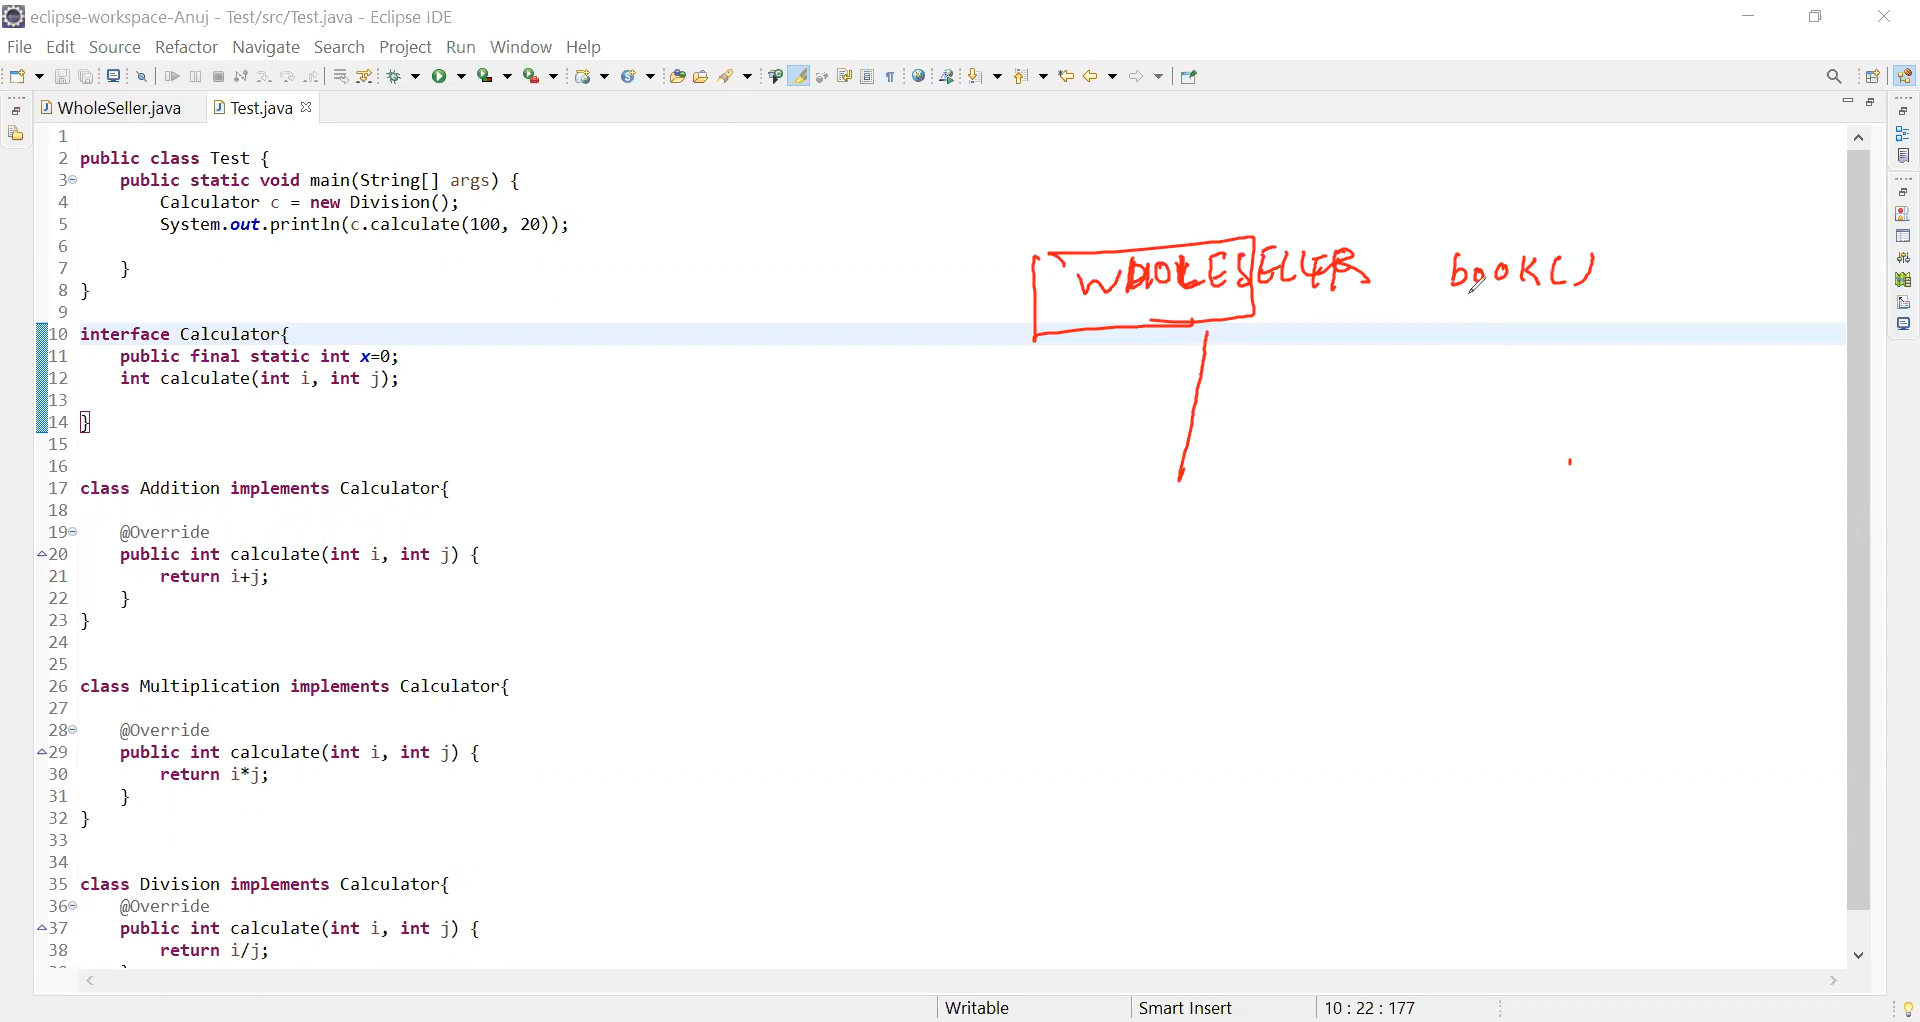 eclipse-workspace-Anuj - Test/src/Test.java - Eclipse IDE
File Edit Source Refactor Navigate Search Project Run Window Help
WholeSeller.java Test.java
1
2 public class Test {
3 public static void main(String[] args) {
4 Calculator c = new Division();
5 System.out.println(c.calculate(100, 20));
6
7 }
8 }
9
10 interface Calculator{
11 public final static int x=0;
12 int calculate(int i, int j);
13
14 }
15
16
17 class Addition implements Calculator{
18
19 @Override
20 public int calculate(int i, int j) {
21 return i+j;
22 }
23 }
24
25
26 class Multiplication implements Calculator{
27
28 @Override
29 public int calculate(int i, int j) {
30 return i*j;
31 }
32 }
33
34
35 class Division implements Calculator{
36 @Override
37 public int calculate(int i, int j) {
38 return i/j;
WHOLESELLER book()
Writable Smart Insert 10 : 22 : 177